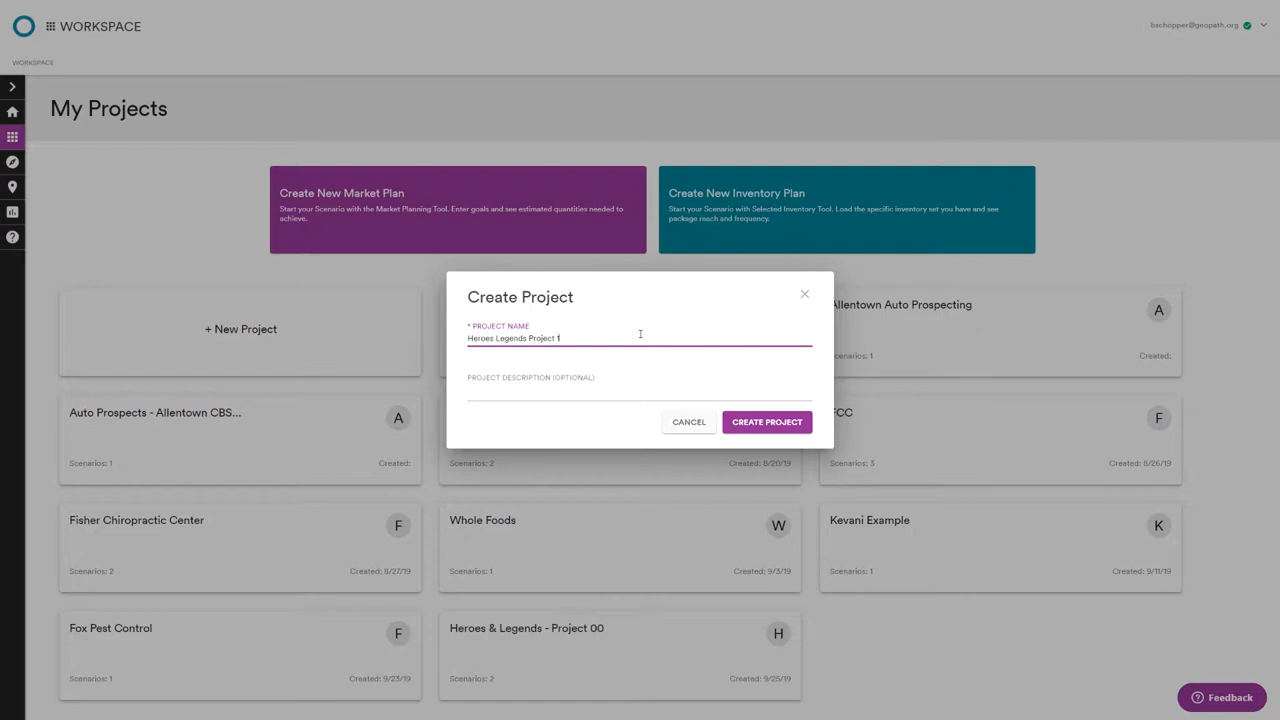 WORKSPACE
bschopper@geopath.org
WORKSPACE
My Projects
Create New Market Plan
Start your Scenario with the Market Planning Tool. Enter goals and see estimated quantities needed to
achieve.
Create New Inventory Plan
Start your Scenario with Selected Inventory Tool. Load the specific inventory set you have and see
package reach and frequency.
Create Project
* PROJECT NAME
Heroes Legends Project 1
PROJECT DESCRIPTION (OPTIONAL)
CANCEL
CREATE PROJECT
+ New Project
Allentown Auto Prospecting
A
Scenarios: 1
Created:
Auto Prospects - Allentown CBS...
A
Scenarios: 1
Created:
Scenarios: 2
Created: 8/20/19
FCC
F
Scenarios: 3
Created: 8/26/19
Fisher Chiropractic Center
F
Scenarios: 2
Created: 8/27/19
Whole Foods
W
Scenarios: 1
Created: 9/3/19
Kevani Example
K
Scenarios: 1
Created: 9/11/19
Fox Pest Control
F
Scenarios: 1
Created: 9/23/19
Heroes & Legends - Project 00
H
Scenarios: 2
Created: 9/25/19
Feedback